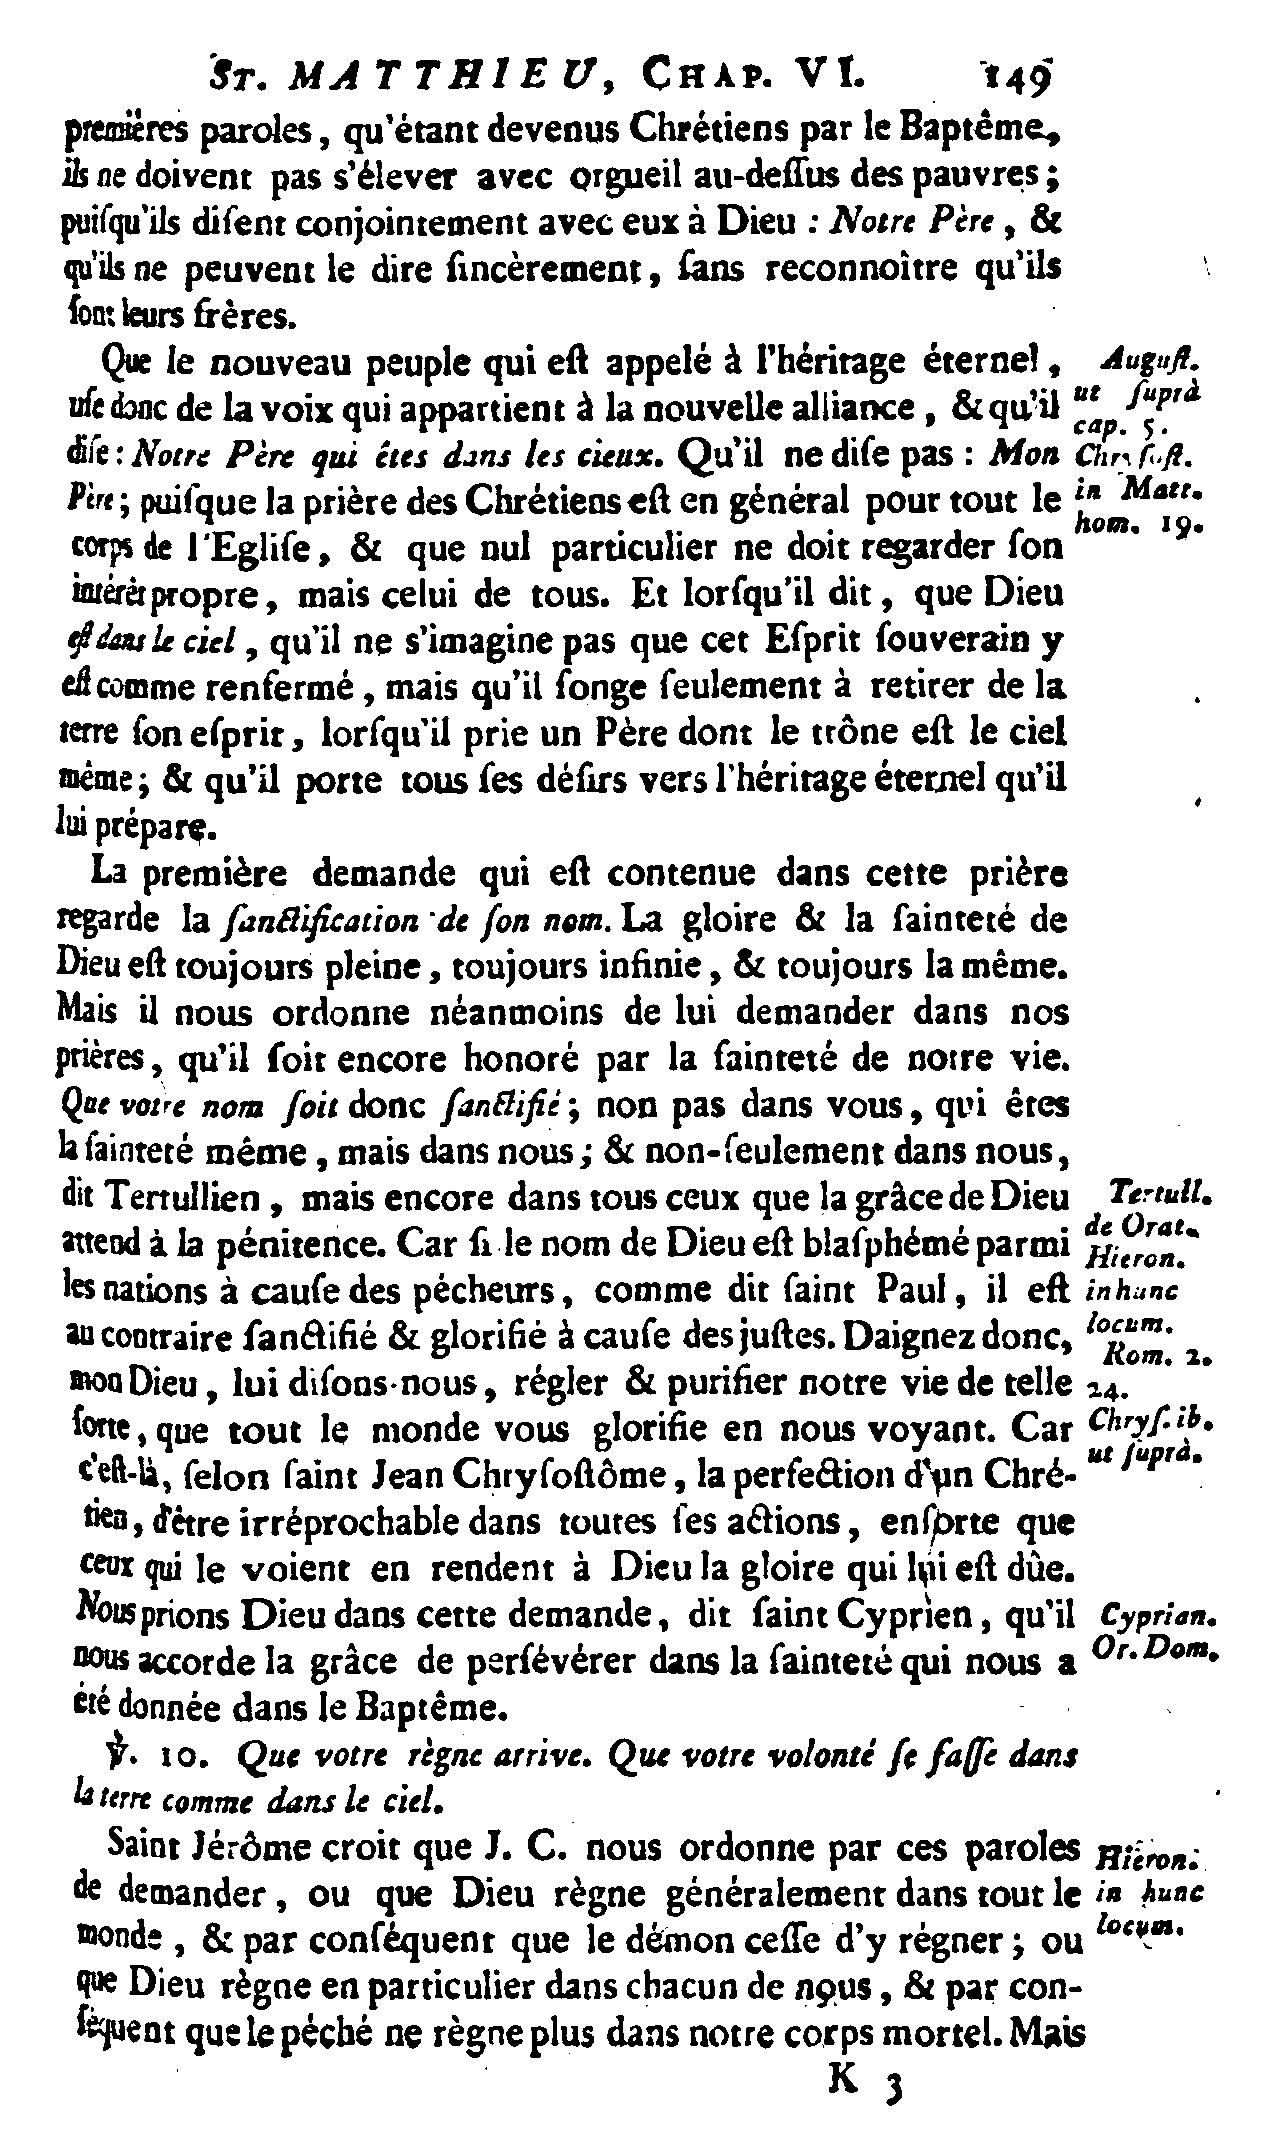 ST. MATTHIEU, CHAP. VI. 149
premières paroles, qu'étant devenus Chrétiens par le Baptême,
ils ne doivent pas s'élever avec orgueil au-deſſus des pauvres;
puiſqu'ils diſent conjointement avec eux à Dieu : Notre Père, &
qu'ils ne peuvent le dire ſincèrement, ſans reconnoître qu'ils
ſont leurs frères.
Que le nouveau peuple qui eſt appelé à l'héritage éternel,
uſe donc de la voix qui appartient à la nouvelle alliance, & qu'il
diſe : Notre Père qui êtes dans les cieux. Qu'il ne diſe pas : Mon
Père; puiſque la prière des Chrétiens eſt en général pour tout le
corps de l'Egliſe, & que nul particulier ne doit regarder ſon
intérêt propre, mais celui de tous. Et lorſqu'il dit, que Dieu
eſt dans le ciel, qu'il ne s'imagine pas que cet Eſprit ſouverain y
eſt comme renfermé, mais qu'il ſonge ſeulement à retirer de la
terre ſon eſprit, lorſqu'il prie un Père dont le trône eſt le ciel
même; & qu'il porte tous ſes déſirs vers l'héritage éternel qu'il
lui prépare.
Auguſt.
ut ſuprà
cap. 5.
Chryſoſt.
in Matt.
hom. 19.
La première demande qui eſt contenue dans cette prière
regarde la ſanctification de ſon nom. La gloire & la ſainteté de
Dieu eſt toujours pleine, toujours infinie, & toujours la même.
Mais il nous ordonne néanmoins de lui demander dans nos
prières, qu'il ſoit encore honoré par la ſainteté de notre vie.
Que votre nom ſoit donc ſanctifié; non pas dans vous, qui êtes
la ſainteté même, mais dans nous; & non-ſeulement dans nous,
dit Tertullien, mais encore dans tous ceux que la grâce de Dieu
attend à la pénitence. Car ſi le nom de Dieu eſt blaſphémé parmi
les nations à cauſe des pécheurs, comme dit ſaint Paul, il eſt
au contraire ſanctifié & glorifié à cauſe des juſtes. Daignez donc,
mon Dieu, lui diſons-nous, régler & purifier notre vie de telle
ſorte, que tout le monde vous glorifie en nous voyant. Car
c'eſt-là, ſelon ſaint Jean Chryſoſtôme, la perfection d'un Chré-
tien, d'être irréprochable dans toutes ſes actions, enſorte que
ceux qui le voient en rendent à Dieu la gloire qui lui eſt dûe.
Nous prions Dieu dans cette demande, dit ſaint Cyprien, qu'il
nous accorde la grâce de perſévérer dans la ſainteté qui nous a
été donnée dans le Baptême.
Tertull.
de Orat.
Hieron.
in hunc
locum.
Rom. 2.
24.
Chryſ. ib.
ut ſuprà.
Cyprian.
Or. Dom.
℣. 10. Que votre règne arrive. Que votre volonté ſe faſſe dans
la terre comme dans le ciel.
Saint Jérôme croit que J. C. nous ordonne par ces paroles
de demander, ou que Dieu règne généralement dans tout le
monde, & par conſéquent que le démon ceſſe d'y régner; ou
que Dieu règne en particulier dans chacun de nous, & par con-
ſéquent que le péché ne règne plus dans notre corps mortel. Mais
Hieron.
in hunc
locum.
K 3